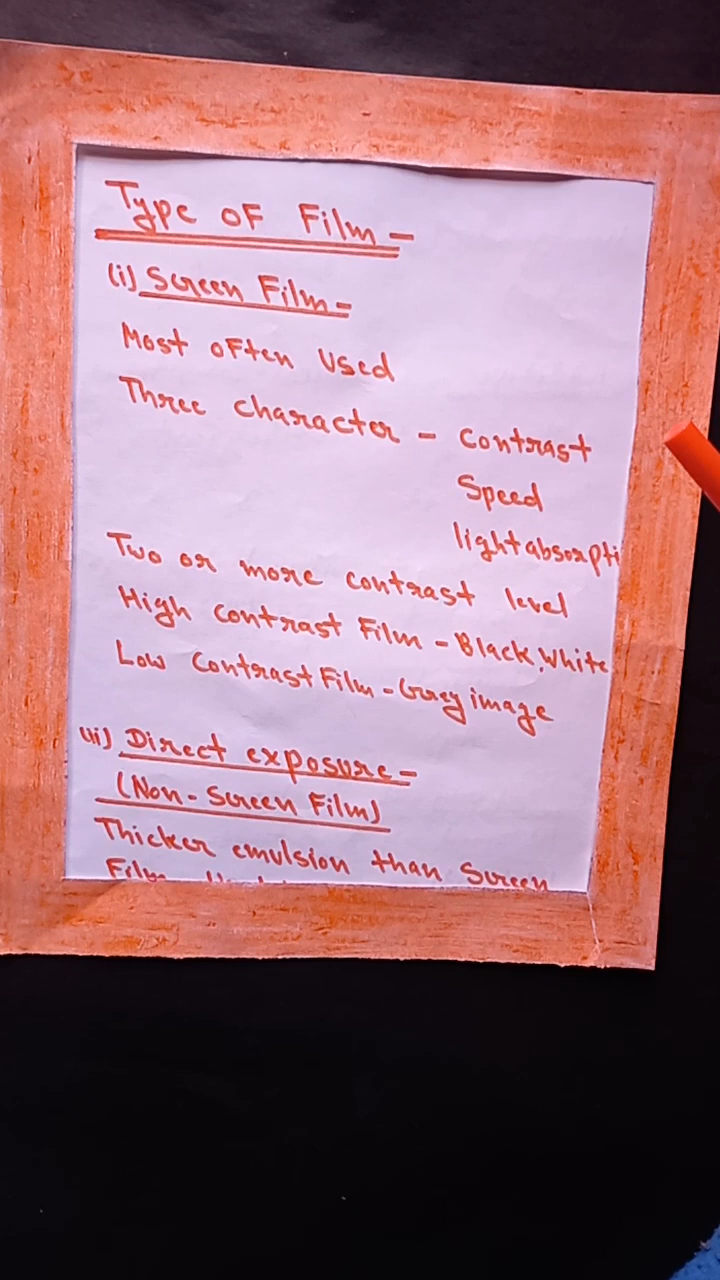 Type of Film -
(i) Screen Film -
Most often Used
Three character - Contrast
Speed
light absorpti
Two or more contrast level
High Contrast Film - Black, White
Low Contrast Film - Grey image
(ii) Direct exposure -
(Non-Screen Film)
Thicker emulsion than Screen
Film